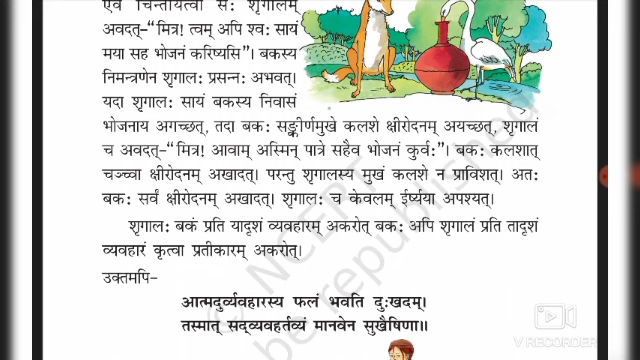 एवं चिन्तयित्वा सः शृगालम्
अवदत्-“मित्र! त्वम् अपि श्वः सायं
मया सह भोजनं करिष्यसि”। बकस्य
निमन्त्रणेन शृगालः प्रसन्नः अभवत्।
यदा शृगालः सायं बकस्य निवासं
भोजनाय अगच्छत्, तदा बकः सङ्कीर्णमुखे कलशे क्षीरोदनम् अयच्छत्, शृगालं
च अवदत्-“मित्र! आवाम् अस्मिन् पात्रे सहैव भोजनं कुर्वः”। बकः कलशात्
चञ्च्वा क्षीरोदनम् अखादत्। परन्तु शृगालस्य मुखं कलशे न प्राविशत्। अतः
बकः सर्वं क्षीरोदनम् अखादत्। शृगालः च केवलम् ईर्ष्यया अपश्यत्।
शृगालः बकं प्रति यादृशं व्यवहारम् अकरोत् बकः अपि शृगालं प्रति तादृशं
व्यवहारं कृत्वा प्रतीकारम् अकरोत्।
उक्तमपि-
आत्मदुर्व्यवहारस्य फलं भवति दुःखदम्।
तस्मात् सद्व्यवहर्तव्यं मानवेन सुखैषिणा॥
© NCERT
be republished
V RECORDER